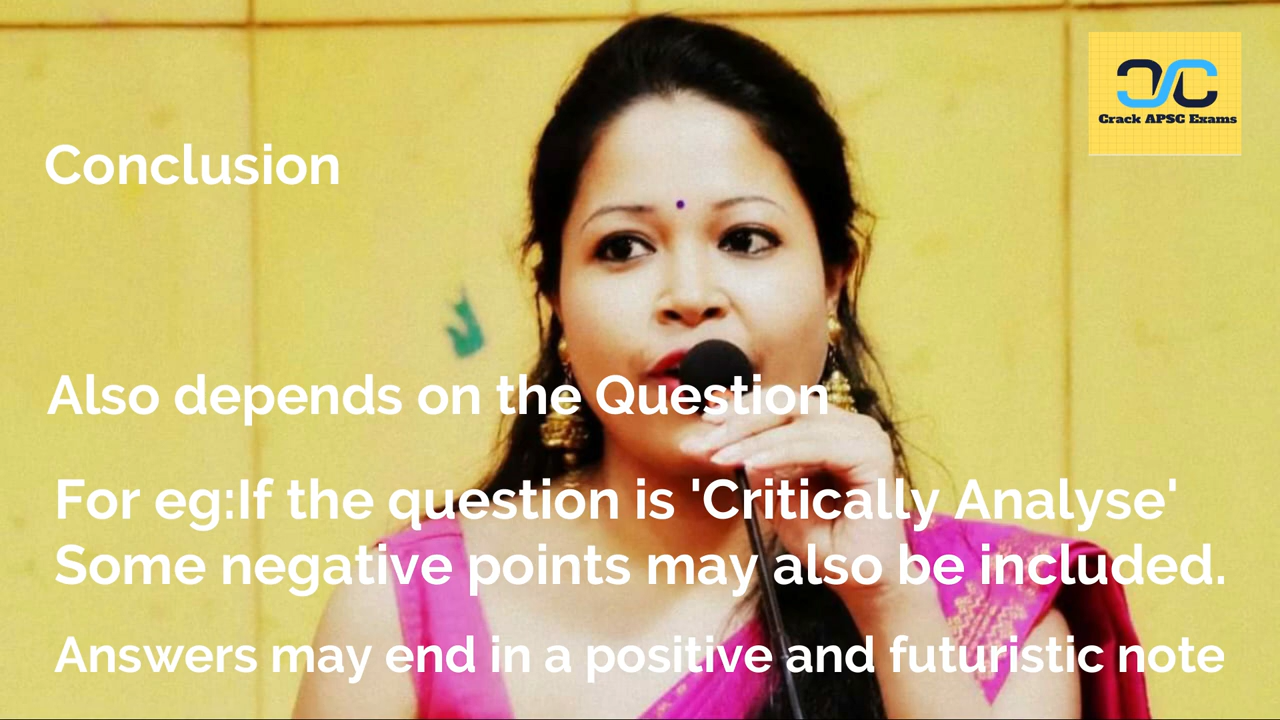 Crack APSC Exams
Conclusion
Also depends on the Question
For eg:If the question is 'Critically Analyse'
Some negative points may also be included.
Answers may end in a positive and futuristic note